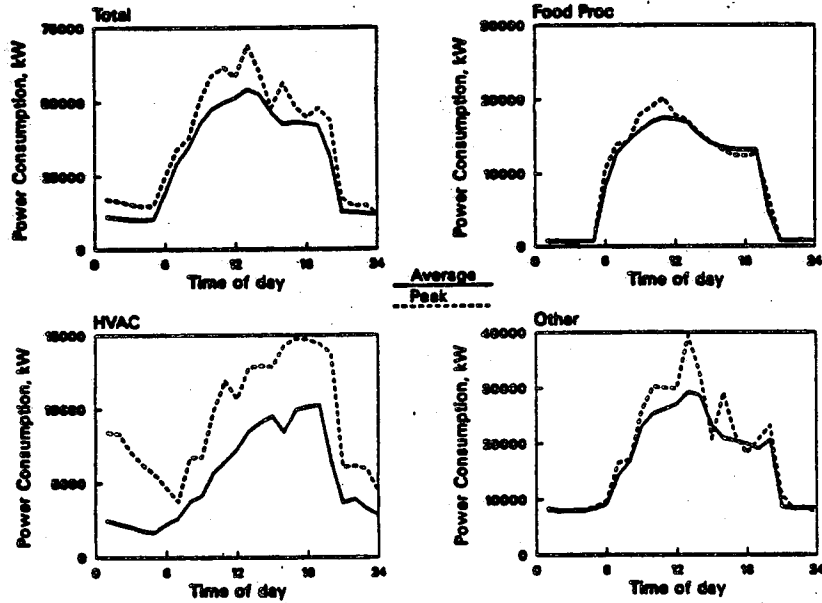 Total
Power Consumption, kW
75000
50000
25000
0
0 6 12 18 24
Time of day
Food Proc
Power Consumption, kW
30000
20000
10000
0
0 6 12 18 24
Time of day
Average
Peak
HVAC
Power Consumption, kW
15000
10000
5000
0
0 6 12 18 24
Time of day
Other
Power Consumption, kW
40000
30000
20000
10000
0
0 6 12 18 24
Time of day